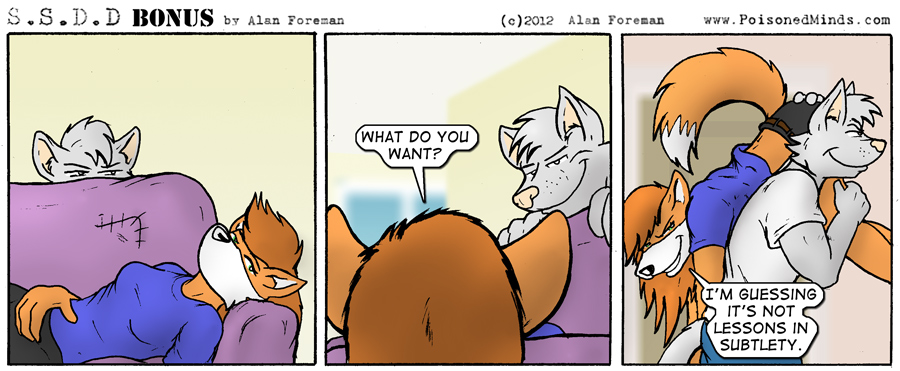 S.S.D.D BONUS by Alan Foreman (c)2012 Alan Foreman www.PoisonedMinds.com
WHAT DO YOU
WANT?
I'M GUESSING
IT'S NOT
LESSONS IN
SUBTLETY.